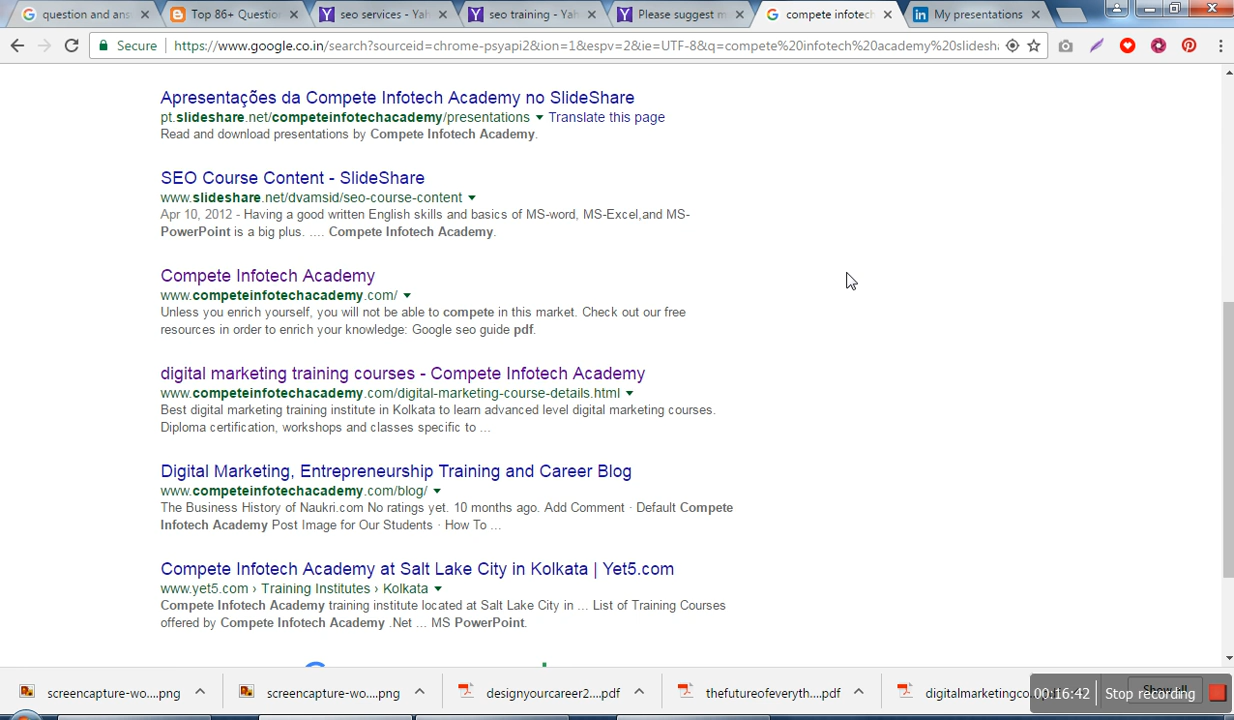 question and ans
Top 86+ Questio
seo services - Yah
seo training - Yah
Please suggest m
compete infotech
My presentations
Secure https://www.google.co.in/search?sourceid=chrome-psyapi2&ion=1&espv=2&ie=UTF-8&q=compete%20infotech%20academy%20slidesh
Apresentações da Compete Infotech Academy no SlideShare
pt.slideshare.net/competeinfotechacademy/presentations Translate this page
Read and download presentations by Compete Infotech Academy.
SEO Course Content - SlideShare
www.slideshare.net/dvamsid/seo-course-content
Apr 10, 2012 - Having a good written English skills and basics of MS-word, MS-Excel,and MS-
PowerPoint is a big plus. .... Compete Infotech Academy.
Compete Infotech Academy
www.competeinfotechacademy.com/
Unless you enrich yourself, you will not be able to compete in this market. Check out our free
resources in order to enrich your knowledge: Google seo guide pdf.
digital marketing training courses - Compete Infotech Academy
www.competeinfotechacademy.com/digital-marketing-course-details.html
Best digital marketing training institute in Kolkata to learn advanced level digital marketing courses.
Diploma certification, workshops and classes specific to ...
Digital Marketing, Entrepreneurship Training and Career Blog
www.competeinfotechacademy.com/blog/
The Business History of Naukri.com No ratings yet. 10 months ago. Add Comment · Default Compete
Infotech Academy Post Image for Our Students · How To ...
Compete Infotech Academy at Salt Lake City in Kolkata | Yet5.com
www.yet5.com › Training Institutes › Kolkata
Compete Infotech Academy training institute located at Salt Lake City in ... List of Training Courses
offered by Compete Infotech Academy .Net ... MS PowerPoint.
screencapture-wo....png
screencapture-wo....png
designyourcareer2....pdf
thefutureofeveryth....pdf
digitalmarketingco
00:16:42 Stop recording